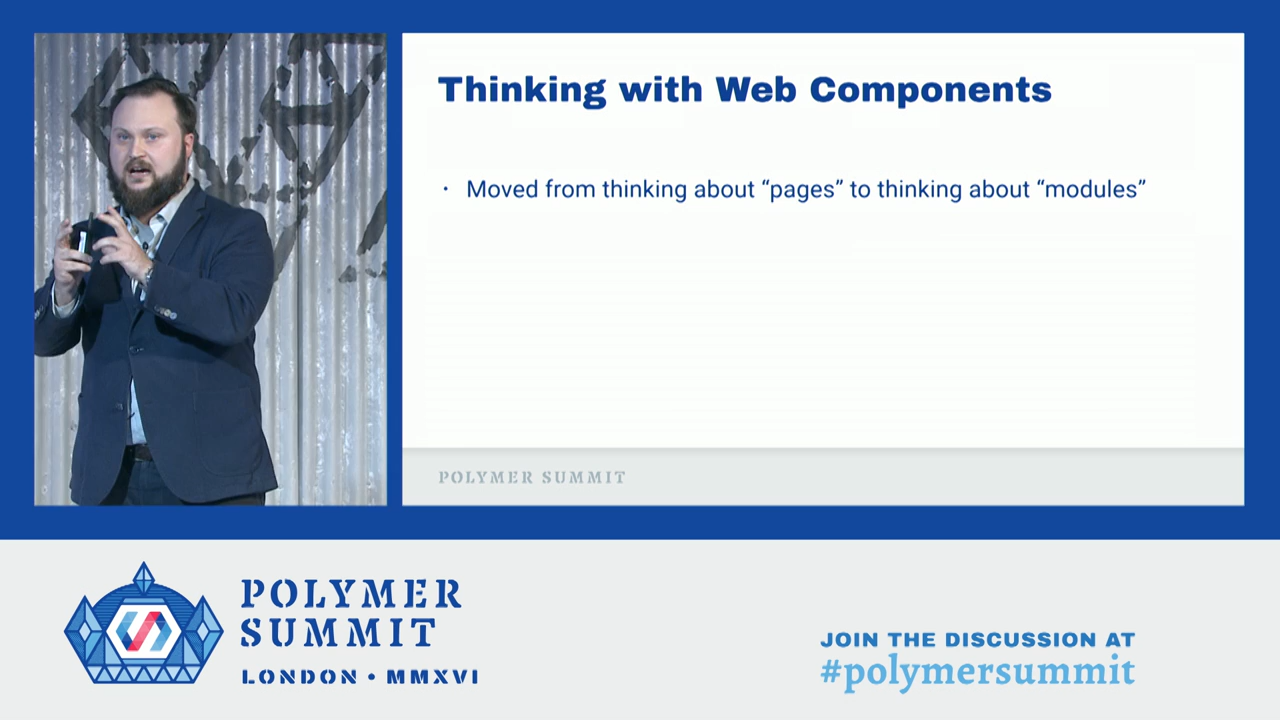 Thinking with Web Components
· Moved from thinking about “pages” to thinking about “modules”
POLYMER SUMMIT
POLYMER
SUMMIT
LONDON • MMXVI
JOIN THE DISCUSSION AT
#polymersummit